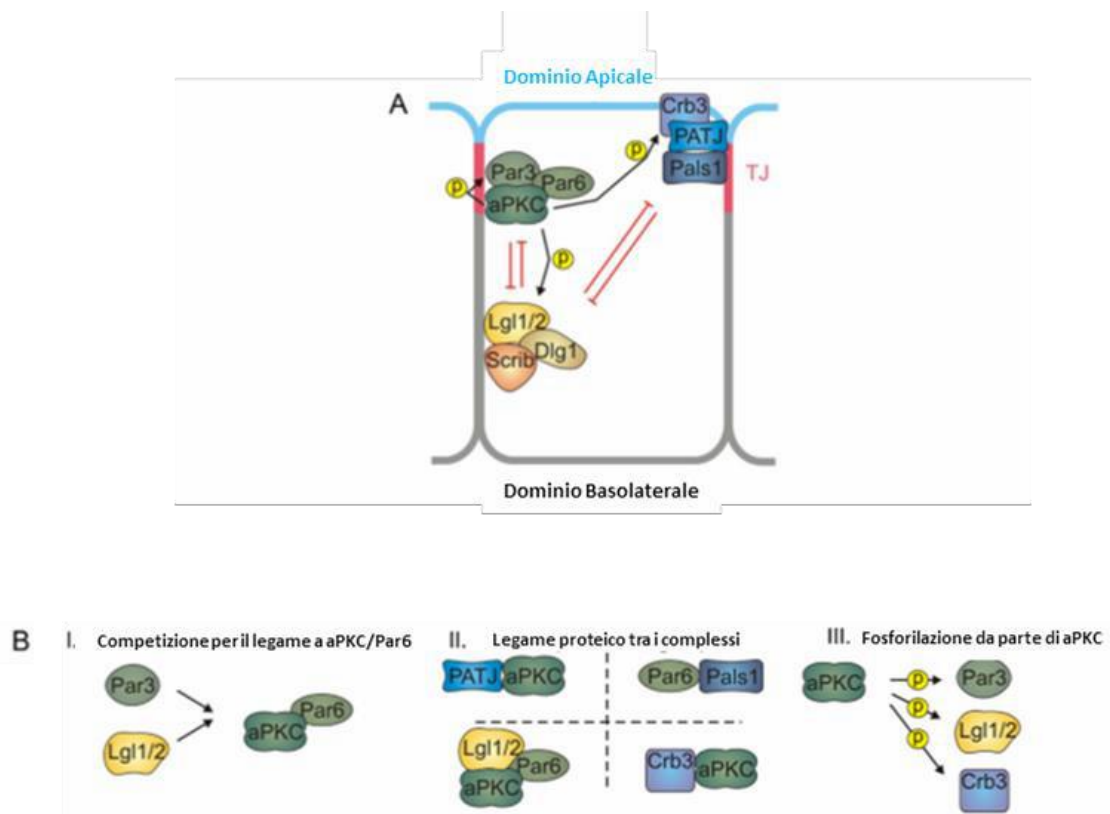 Dominio Apicale
A
Crb3
PATJ
Pals1
TJ
p
p
Par3
Par6
aPKC
p
Lgl1/2
Dlg1
Scrib
Dominio Basolaterale
B
I. Competizione per il legame a aPKC/Par6
II. Legame proteico tra i complessi
III. Fosforilazione da parte di aPKC
Par3
Lgl1/2
Par6
aPKC
PATJ aPKC
Par6 Pals1
Lgl1/2
Par6
aPKC
Crb3 aPKC
aPKC
p
p
p
Par3
Lgl1/2
Crb3